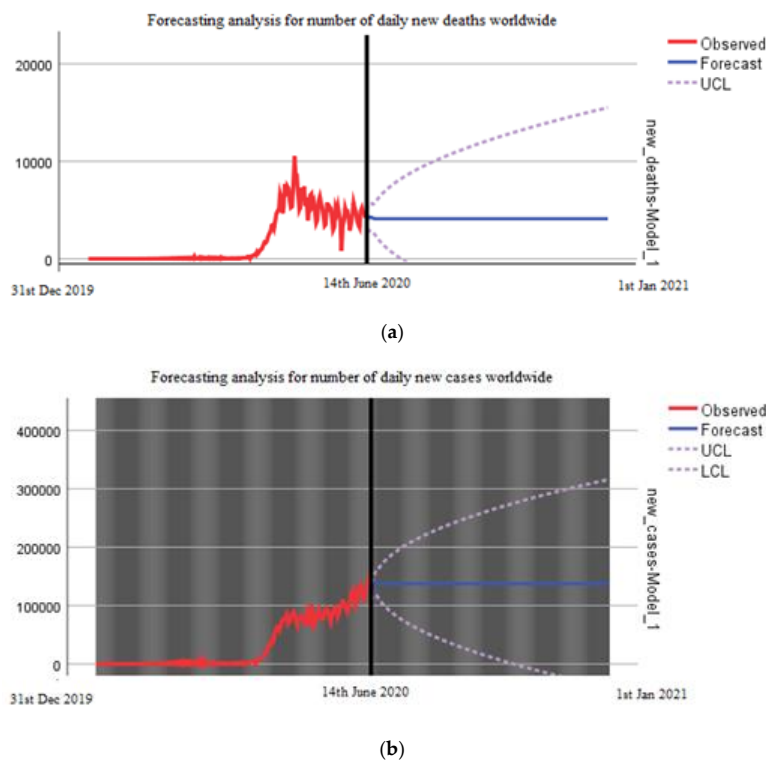 Forecasting analysis for number of daily new deaths worldwide
Observed
Forecast
UCL
20000
10000
0
new_deaths-Model_1
31st Dec 2019
14th June 2020
1st Jan 2021
(a)
Forecasting analysis for number of daily new cases worldwide
Observed
Forecast
UCL
LCL
400000
300000
200000
100000
0
new_cases-Model_1
31st Dec 2019
14th June 2020
1st Jan 2021
(b)